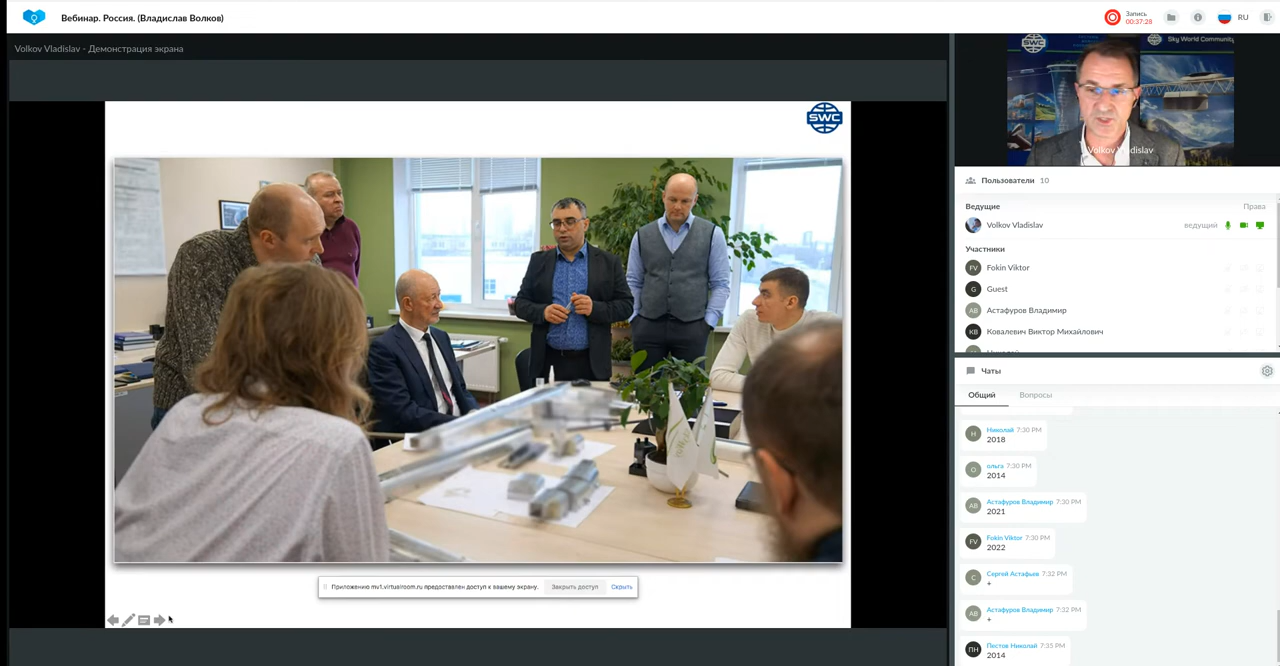 Вебинар. Россия. (Владислав Волков)
Запись
00:37:28
RU
Volkov Vladislav - Демонстрация экрана
SWC
SWC
Sky World Community
Volkov Vladislav
Пользователи 10
Ведущие
Права
Volkov Vladislav
ведущий
Участники
FV
Fokin Viktor
G
Guest
АВ
Астафуров Владимир
КВ
Ковалевич Виктор Михайлович
Чаты
Общий
Вопросы
Н
Николай 7:30 PM
2018
О
ольга 7:30 PM
2014
АВ
Астафуров Владимир 7:30 PM
2021
FV
Fokin Viktor 7:30 PM
2022
С
Сергей Астафьев 7:32 PM
+
АВ
Астафуров Владимир 7:32 PM
+
ПН
Пестов Николай 7:35 PM
2014
Приложению mv1.virtualroom.ru предоставлен доступ к вашему экрану.
Закрыть доступ
Скрыть